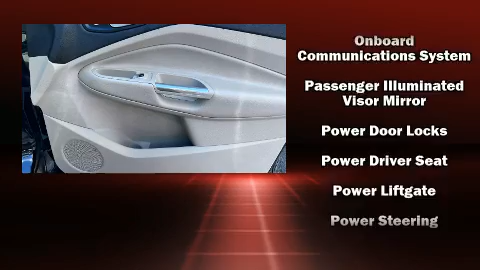 Onboard
Communications System
Passenger Illuminated
Visor Mirror
Power Door Locks
Power Driver Seat
Power Liftgate
Power Steering